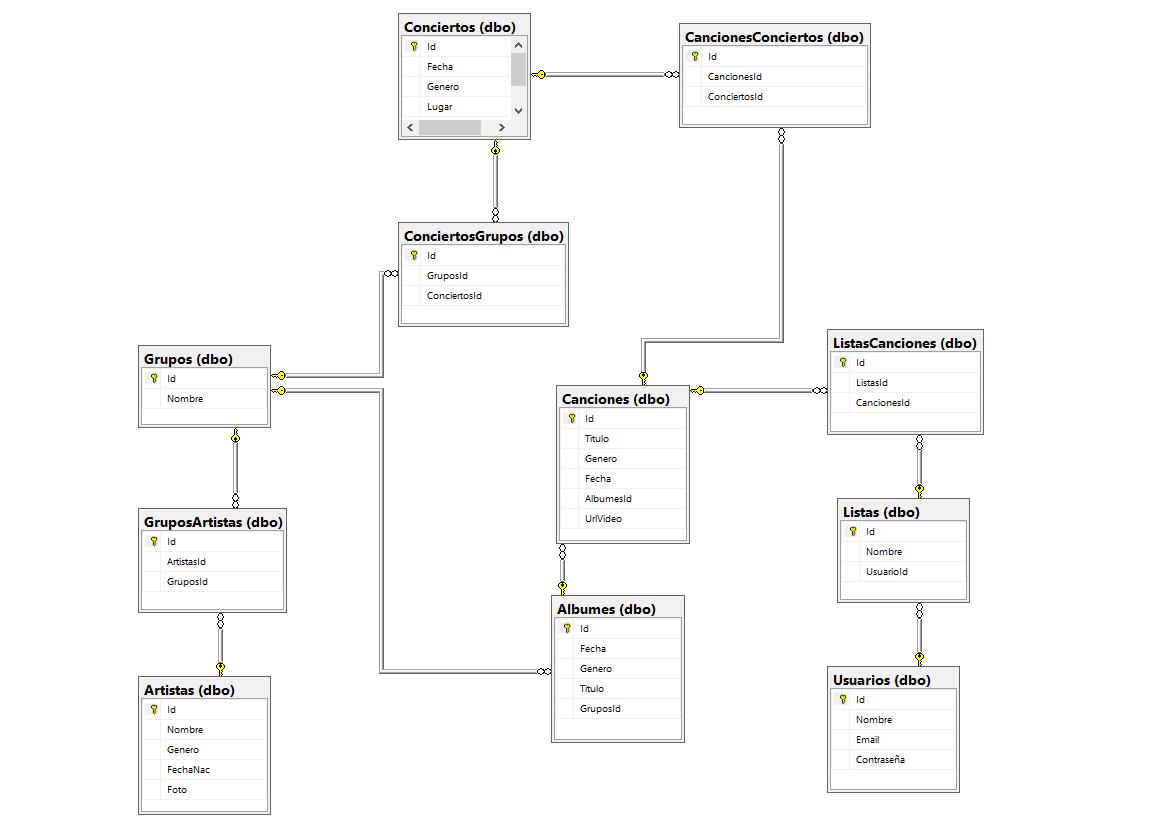 Conciertos (dbo)
Id
Fecha
Genero
Lugar
CancionesConciertos (dbo)
Id
CancionesId
ConciertosId
ConciertosGrupos (dbo)
Id
GruposId
ConciertosId
Grupos (dbo)
Id
Nombre
ListasCanciones (dbo)
Id
ListasId
CancionesId
Canciones (dbo)
Id
Titulo
Genero
Fecha
AlbumesId
UrlVideo
Listas (dbo)
Id
Nombre
UsuarioId
GruposArtistas (dbo)
Id
ArtistasId
GruposId
Albumes (dbo)
Id
Fecha
Genero
Titulo
GruposId
Artistas (dbo)
Id
Nombre
Genero
FechaNac
Foto
Usuarios (dbo)
Id
Nombre
Email
Contraseña